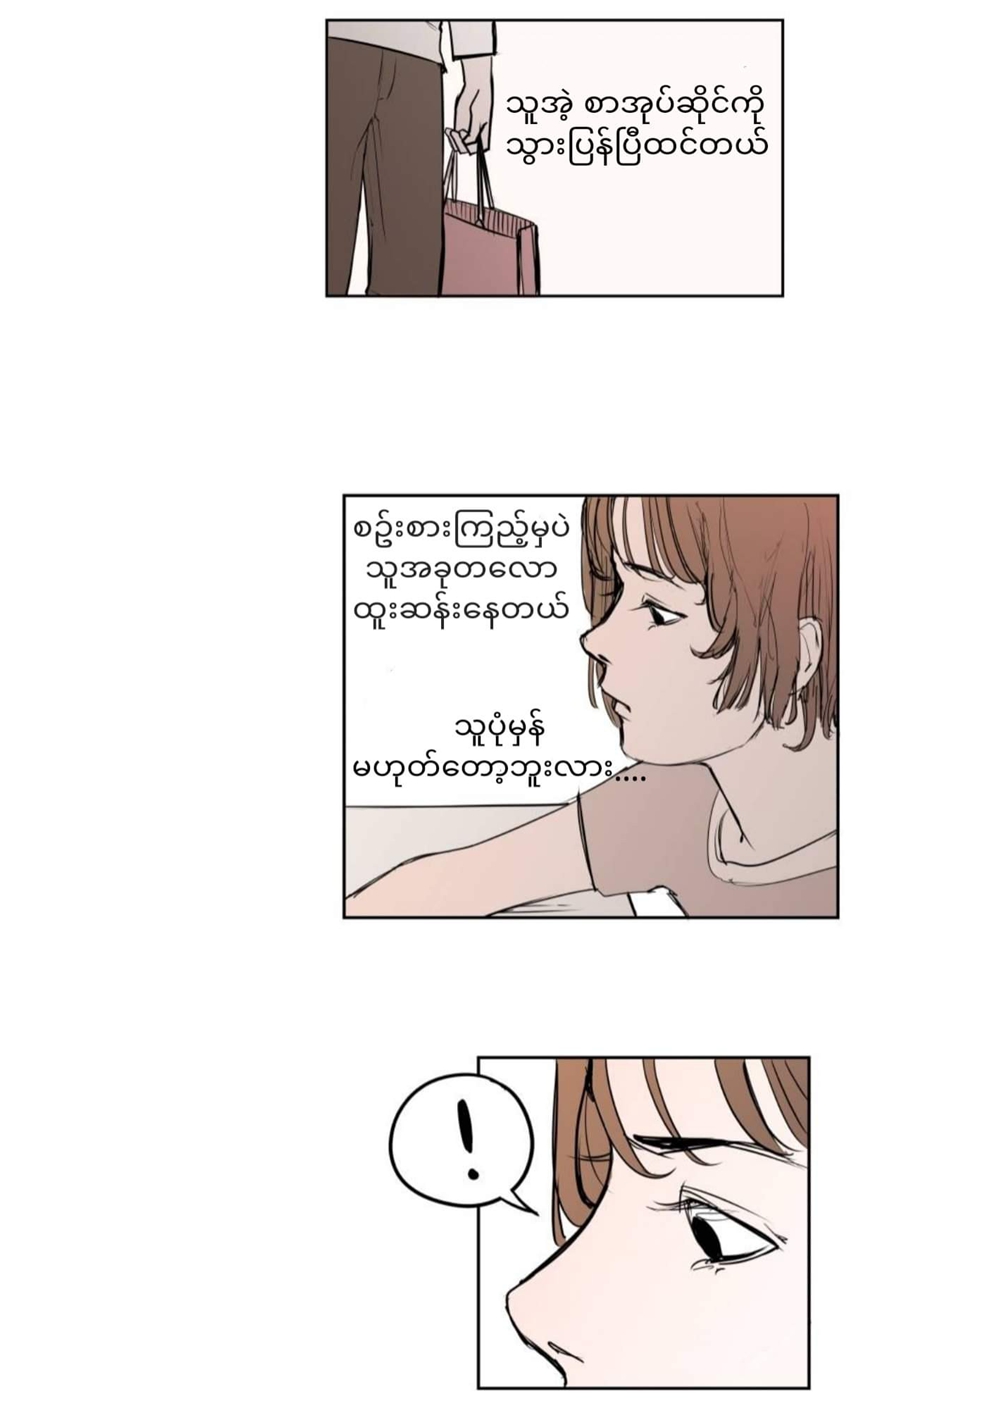 သူအဲ့ စာအုပ်ဆိုင်ကို
သွားပြန်ပြီထင်တယ်
စဉ်းစားကြည့်မှပဲ
သူအခုတလော
ထူးဆန်းနေတယ်
သူပုံမှန်
မဟုတ်တော့ဘူးလား....
!